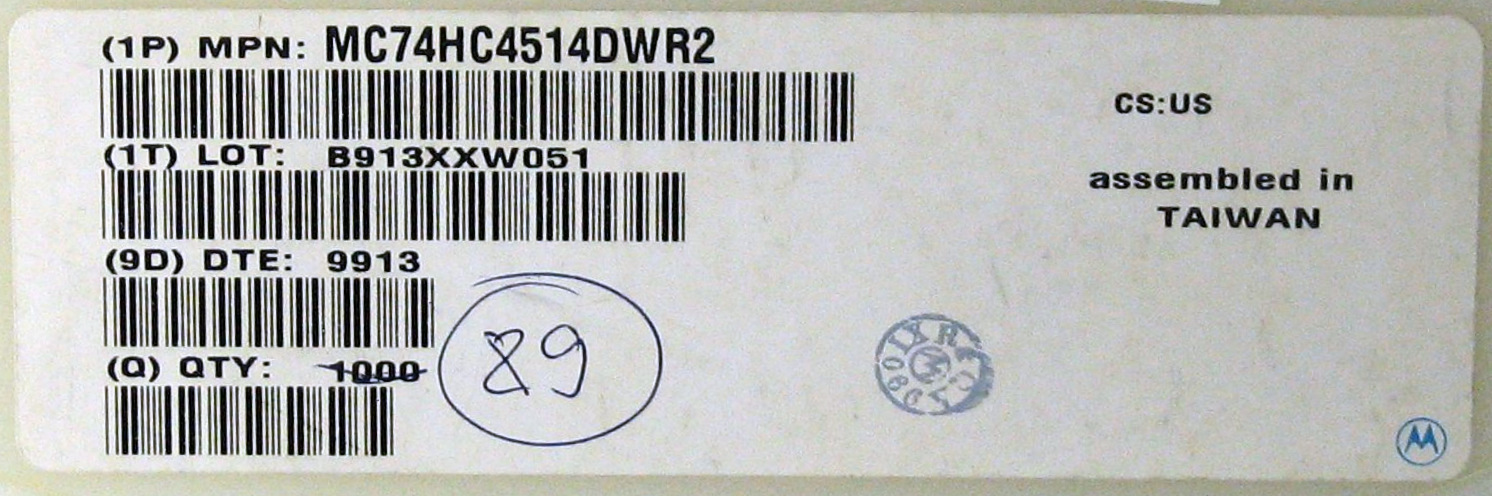 (1P) MPN: MC74HC4514DWR2
CS:US
(1T) LOT: B913XXW051
assembled in
TAIWAN
(9D) DTE: 9913
(Q) QTY: 1000
89